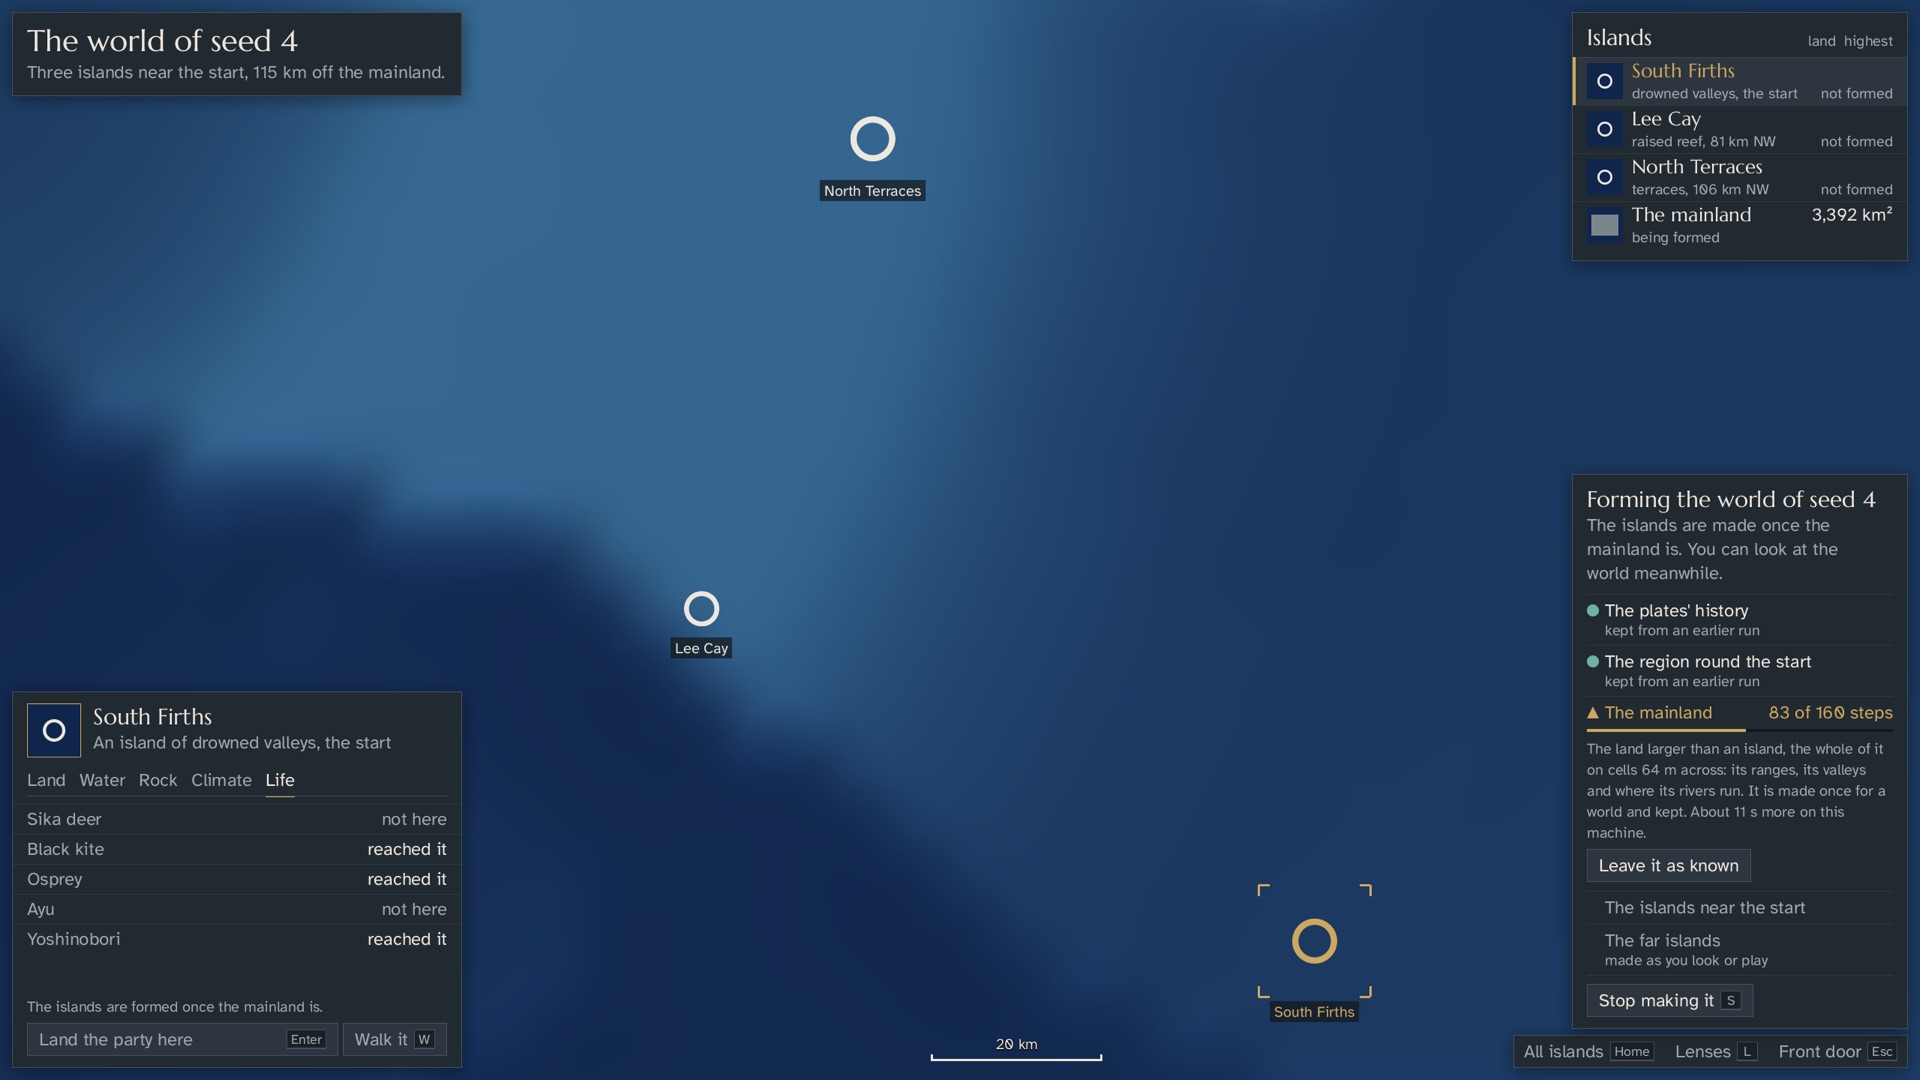 The world of seed 4
Three islands near the start, 115 km off the mainland.
North Terraces
Lee Cay
South Firths
20 km
Islands
land highest
South Firths
drowned valleys, the start not formed
Lee Cay
raised reef, 81 km NW not formed
North Terraces
terraces, 106 km NW not formed
The mainland 3,392 km²
being formed
South Firths
An island of drowned valleys, the start
Land Water Rock Climate Life
Sika deer not here
Black kite reached it
Osprey reached it
Ayu not here
Yoshinobori reached it
The islands are formed once the mainland is.
Land the party here Enter
Walk it W
Forming the world of seed 4
The islands are made once the
mainland is. You can look at the
world meanwhile.
The plates' history
kept from an earlier run
The region round the start
kept from an earlier run
The mainland 83 of 160 steps
The land larger than an island, the whole of it
on cells 64 m across: its ranges, its valleys
and where its rivers run. It is made once for a
world and kept. About 11 s more on this
machine.
Leave it as known
The islands near the start
The far islands
made as you look or play
Stop making it S
All islands Home Lenses L Front door Esc